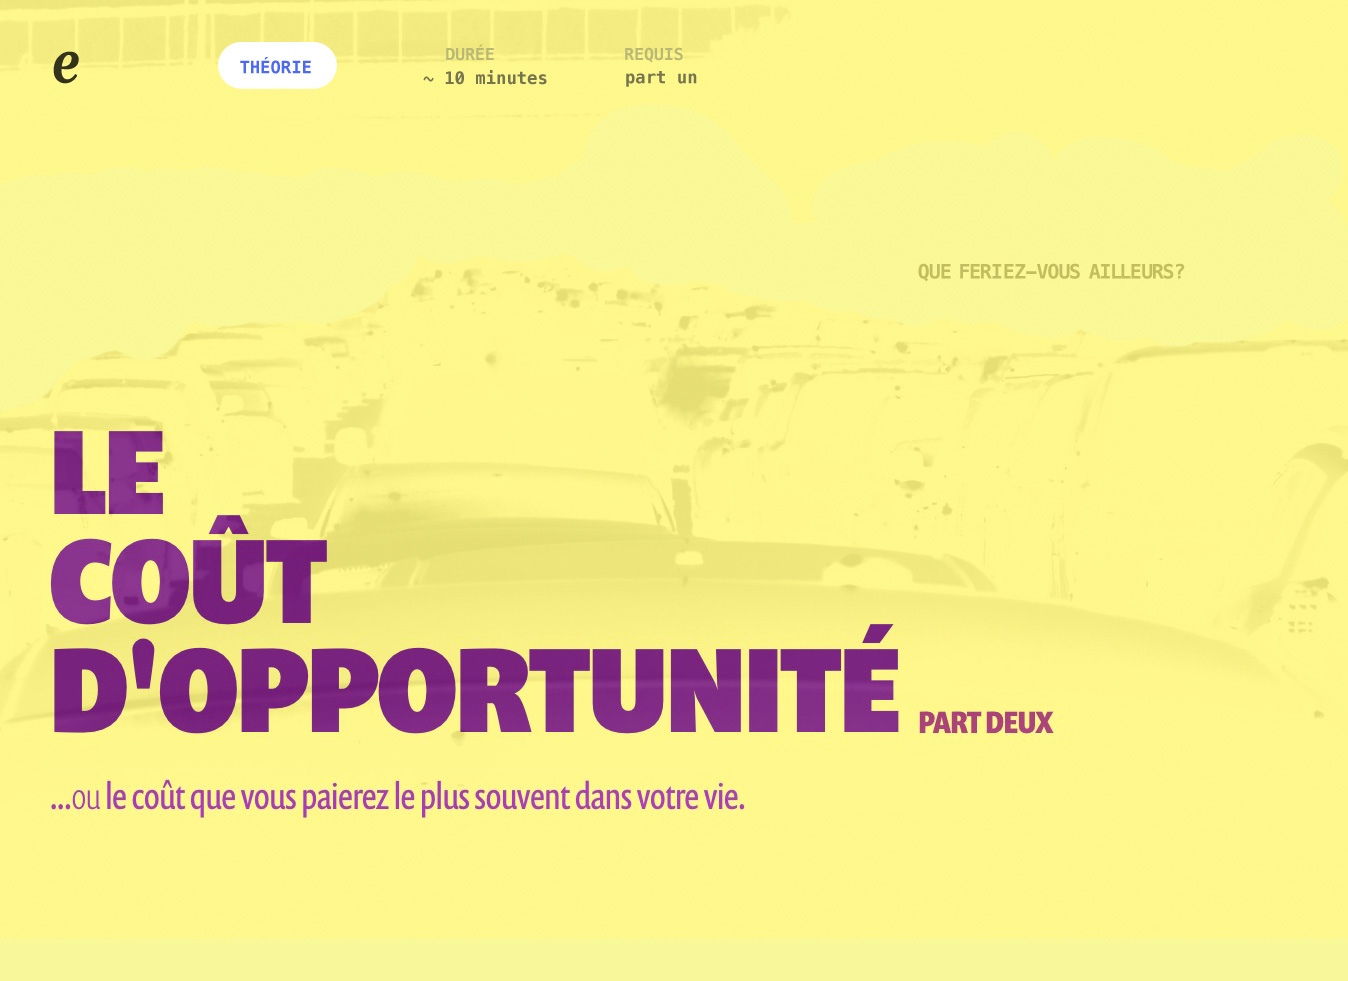 e
THÉORIE
DURÉE
~ 10 minutes
REQUIS
part un
QUE FERIEZ-VOUS AILLEURS?
LE
COÛT
D'OPPORTUNITÉ PART DEUX
...ou le coût que vous paierez le plus souvent dans votre vie.